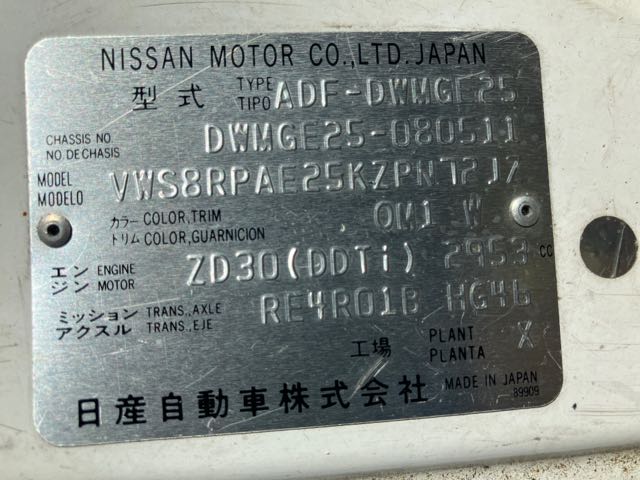 NISSAN MOTOR CO.,LTD. JAPAN
型式 TYPE TIPO ADF-DWMGE25
CHASSIS NO NO DE CHASIS DWMGE25-080511
MODEL MODELO VWS8RPAE25KZPN72J7
カラー COLOR,TRIM トリム COLOR,GUARNICION QM1 W
エンジン ENGINE MOTOR ZD30(DDTi) 2953 CC
ミッション TRANS.,AXLE アクスル TRANS.,EJE RE4R01B HG46
工場 PLANT PLANTA X
日産自動車株式会社 MADE IN JAPAN
89909